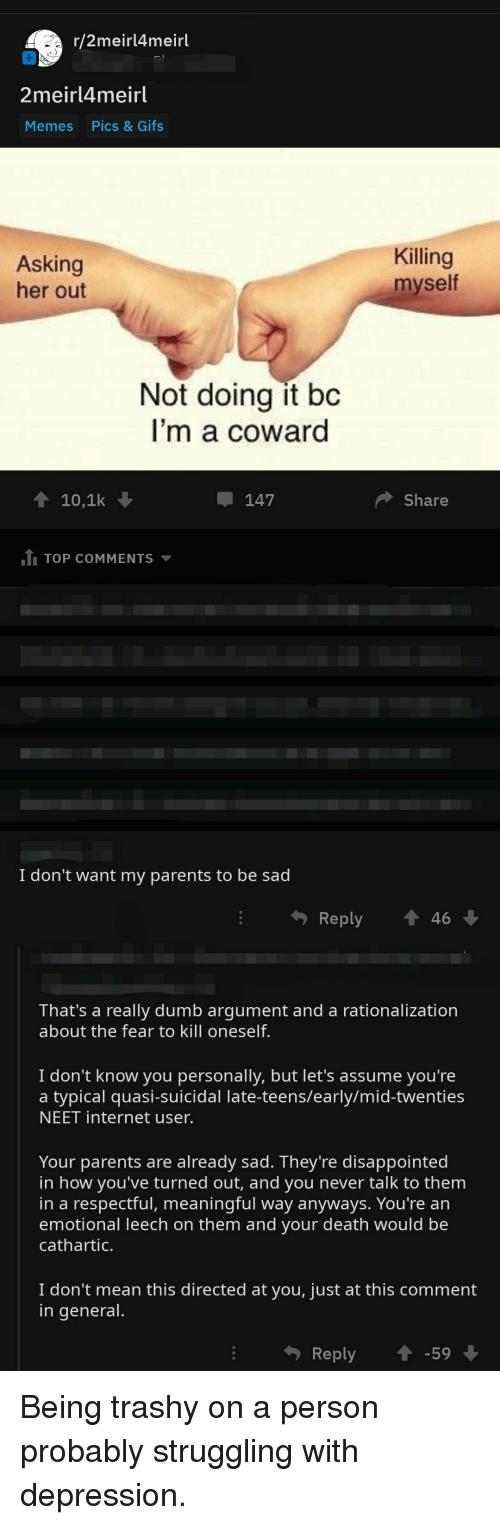 r/2meirl4meirl
2meirl4meirl
Memes Pics & Gifs
Asking
her out
Killing
myself
Not doing it bc
I'm a coward
10,1k 147 Share
TOP COMMENTS
I don't want my parents to be sad
Reply 46
That's a really dumb argument and a rationalization
about the fear to kill oneself.
I don't know you personally, but let's assume you're
a typical quasi-suicidal late-teens/early/mid-twenties
NEET internet user.
Your parents are already sad. They're disappointed
in how you've turned out, and you never talk to them
in a respectful, meaningful way anyways. You're an
emotional leech on them and your death would be
cathartic.
I don't mean this directed at you, just at this comment
in general.
Reply -59
Being trashy on a person
probably struggling with
depression.